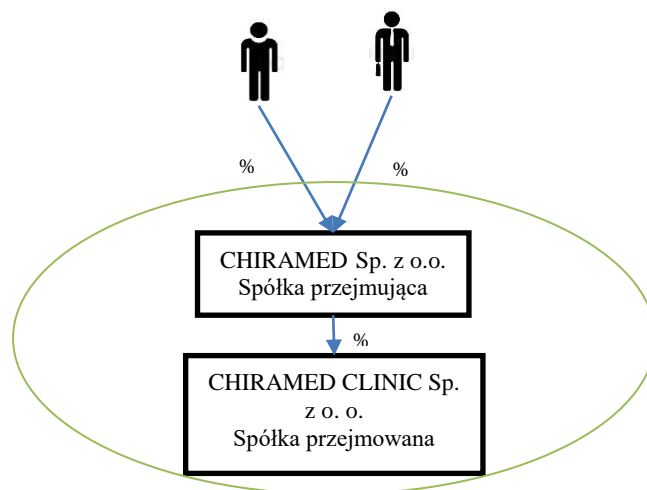 %
%
CHIRAMED Sp. z o.o.
Spółka przejmująca
%
CHIRAMED CLINIC Sp.
z o. o.
Spółka przejmowana